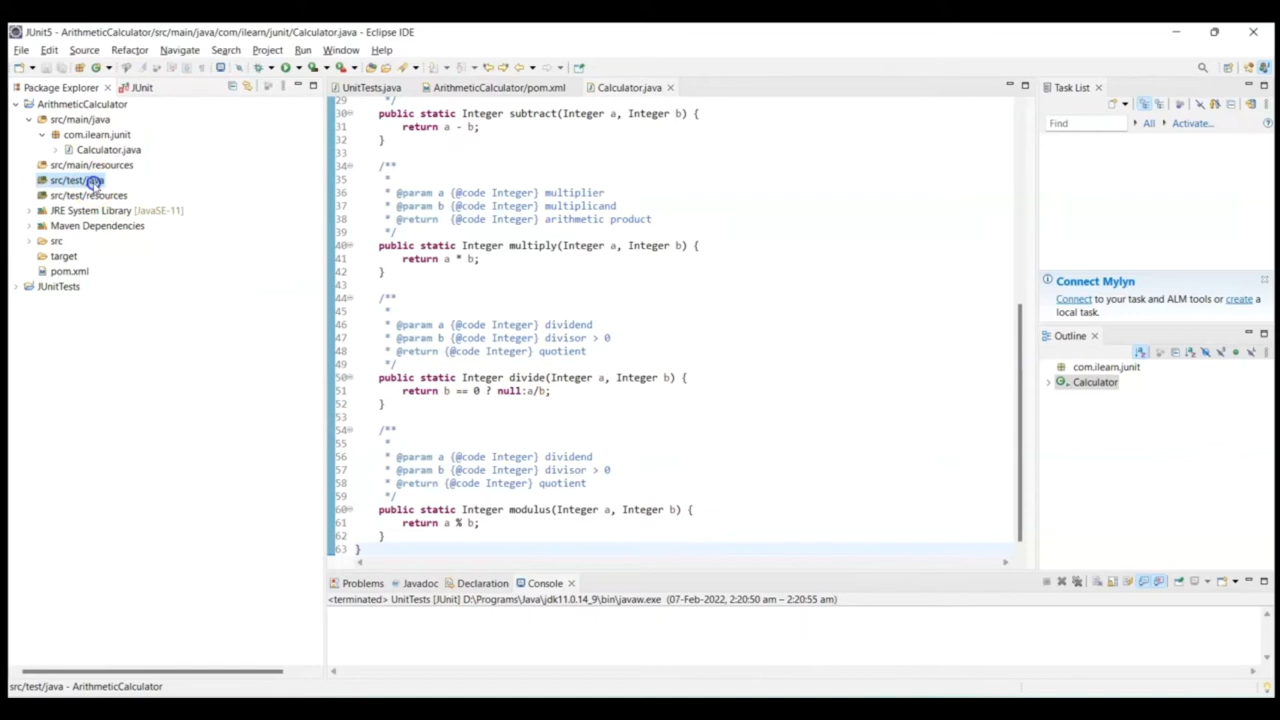 JUnit5 - ArithmeticCalculator/src/main/java/com/ilearn/junit/Calculator.java - Eclipse IDE
File Edit Source Refactor Navigate Search Project Run Window Help
Package Explorer JUnit
ArithmeticCalculator
src/main/java
com.ilearn.junit
Calculator.java
src/main/resources
src/test/java
src/test/resources
JRE System Library [JavaSE-11]
Maven Dependencies
src
target
pom.xml
JUnitTests
UnitTests.java ArithmeticCalculator/pom.xml Calculator.java
29 */
30 public static Integer subtract(Integer a, Integer b) {
31 return a - b;
32 }
33
34 /**
35 *
36 * @param a {@code Integer} multiplier
37 * @param b {@code Integer} multiplicand
38 * @return {@code Integer} arithmetic product
39 */
40 public static Integer multiply(Integer a, Integer b) {
41 return a * b;
42 }
43
44 /**
45 *
46 * @param a {@code Integer} dividend
47 * @param b {@code Integer} divisor > 0
48 * @return {@code Integer} quotient
49 */
50 public static Integer divide(Integer a, Integer b) {
51 return b == 0 ? null:a/b;
52 }
53
54 /**
55 *
56 * @param a {@code Integer} dividend
57 * @param b {@code Integer} divisor > 0
58 * @return {@code Integer} quotient
59 */
60 public static Integer modulus(Integer a, Integer b) {
61 return a % b;
62 }
63 }
Task List
Find All Activate...
Connect Mylyn
Connect to your task and ALM tools or create a
local task.
Outline
com.ilearn.junit
Calculator
Problems Javadoc Declaration Console
<terminated> UnitTests [JUnit] D:\Programs\Java\jdk11.0.14_9\bin\javaw.exe (07-Feb-2022, 2:20:50 am – 2:20:55 am)
src/test/java - ArithmeticCalculator